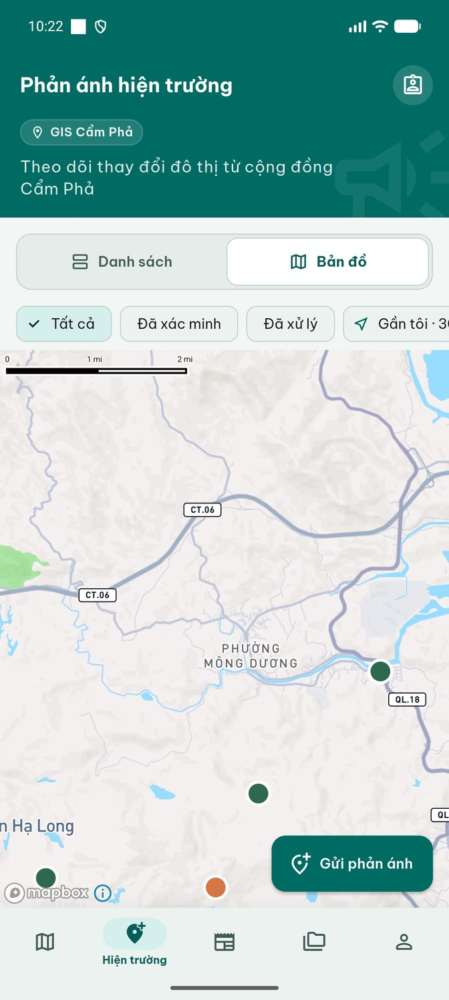 10:22
Phản ánh hiện trường
GIS Cẩm Phả
Theo dõi thay đổi đô thị từ cộng đồng
Cẩm Phả
Danh sách
Bản đồ
Tất cả
Đã xác minh
Đã xử lý
Gần tôi ·
0
1 mi
2 mi
CT.06
CT.06
PHƯỜNG
MÔNG DƯƠNG
QL.18
QL
n Hạ Long
Gửi phản ánh
mapbox
Hiện trường